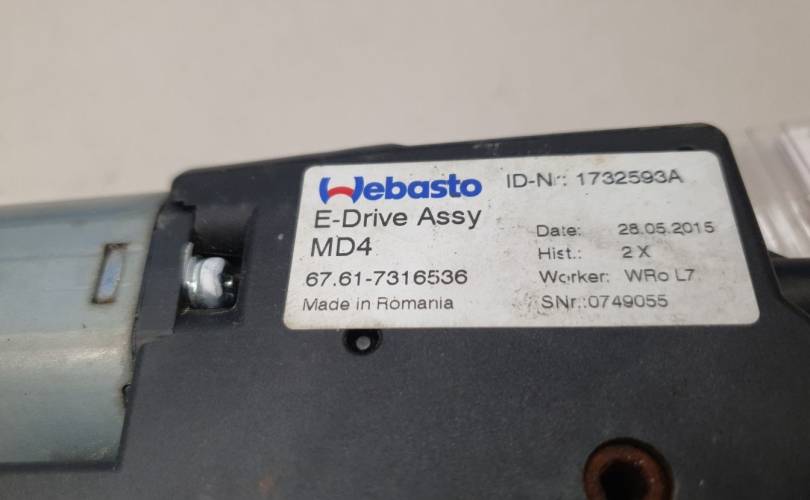 Webasto
E-Drive Assy
MD4
67.61-7316536
Made in Romania
ID-Nr.: 1732593A
Date: 28.05.2015
Hist.: 2 X
Worker: WRo L7
SNr.:0749055